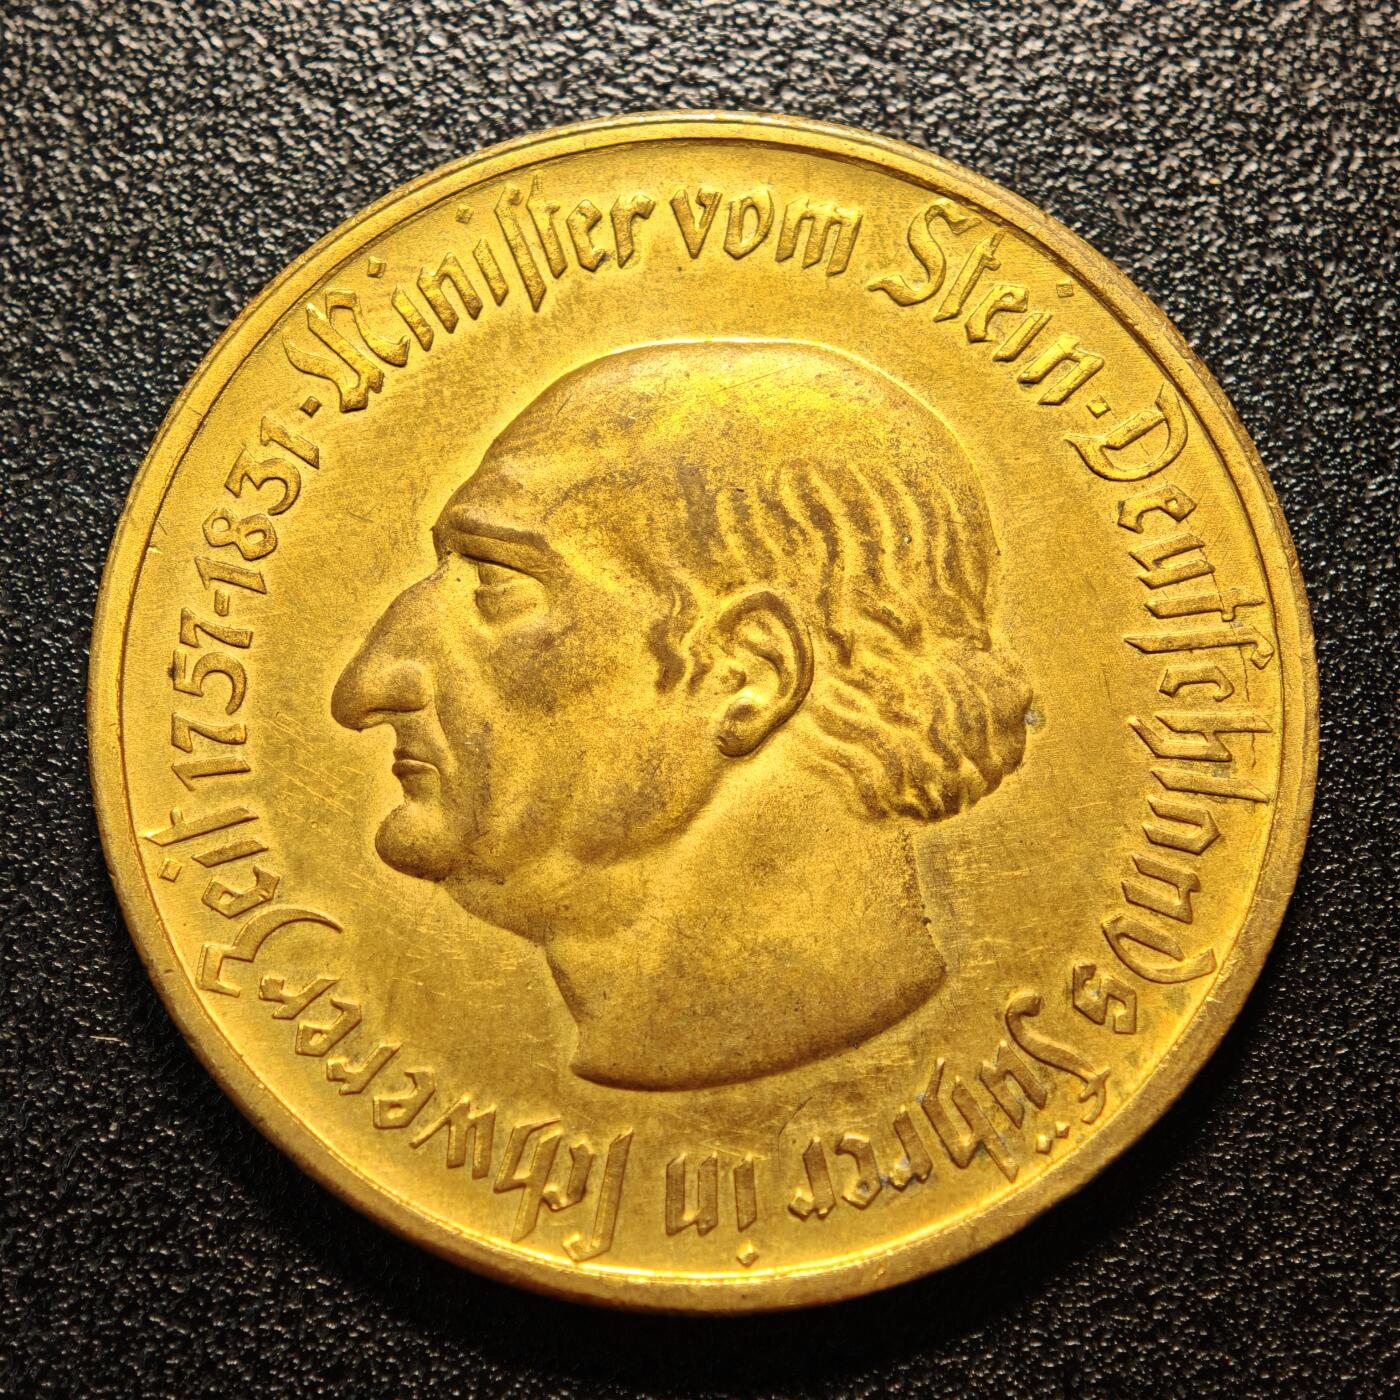 Minister vom Stein · Deutschlands Führer in schwerer Zeit 1757-1831 ·